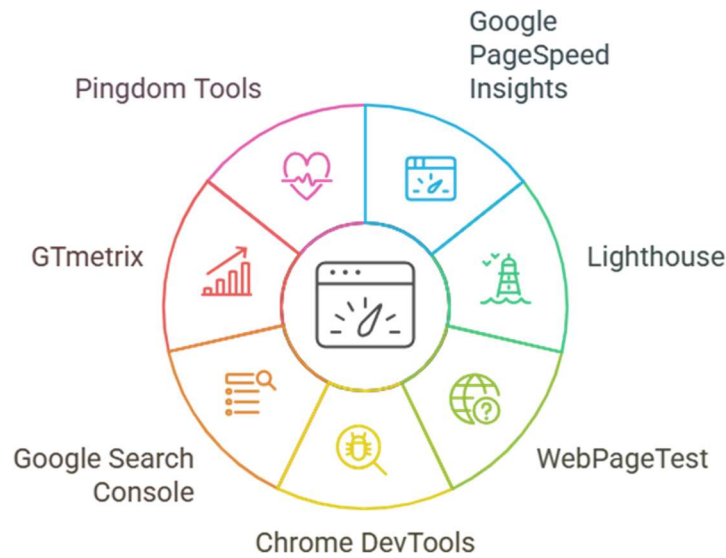 Google
PageSpeed
Insights
Pingdom Tools
GTmetrix
Lighthouse
Google Search
Console
WebPageTest
Chrome DevTools
?